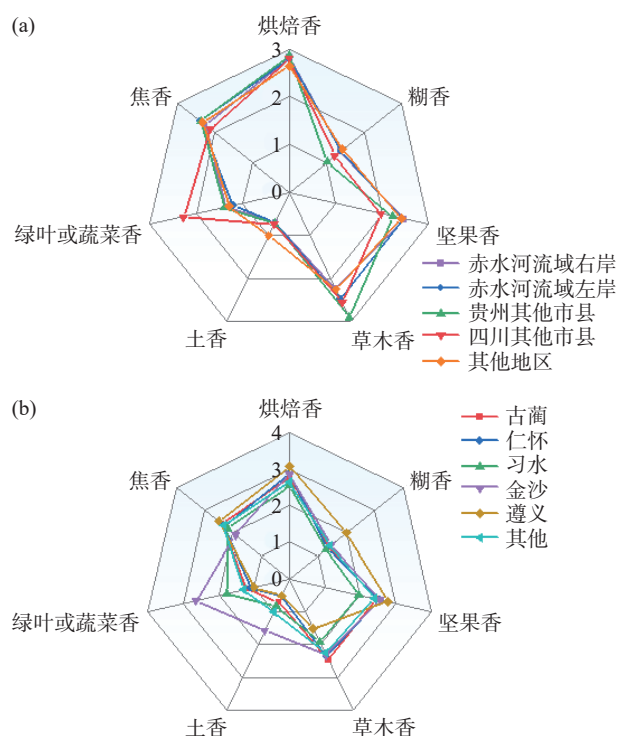 (a)
烘焙香
3
2
1
0
焦香
糊香
绿叶或蔬菜香
坚果香
土香
草木香
赤水河流域右岸
赤水河流域左岸
贵州其他市县
四川其他市县
其他地区
(b)
烘焙香
4
3
2
1
0
焦香
糊香
绿叶或蔬菜香
坚果香
土香
草木香
古蔺
仁怀
习水
金沙
遵义
其他